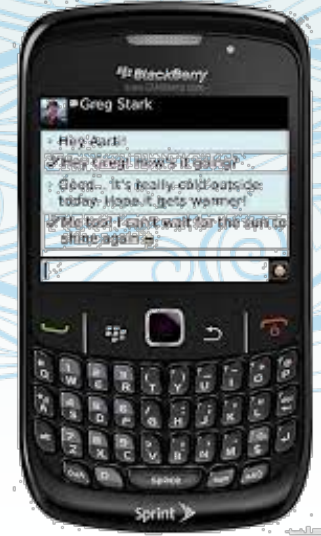 BlackBerry
Greg Stark
Hey Aarti!
Hey Greg! How's it going?
Good... It's really cold outside
today. Hope it gets warmer!
Me too! I can't wait for the sun to
shine again
Q W E R T Y U I O P
A S D F G H J K L
Z X C V B N M
space
Sprint